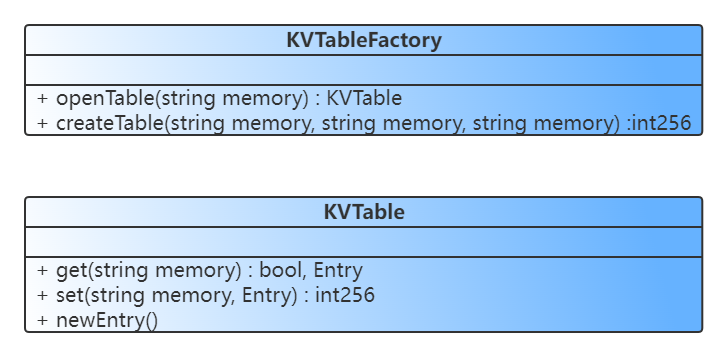 KVTableFactory
+ openTable(string memory) : KVTable
+ createTable(string memory, string memory, string memory) :int256
KVTable
+ get(string memory) : bool, Entry
+ set(string memory, Entry) : int256
+ newEntry()